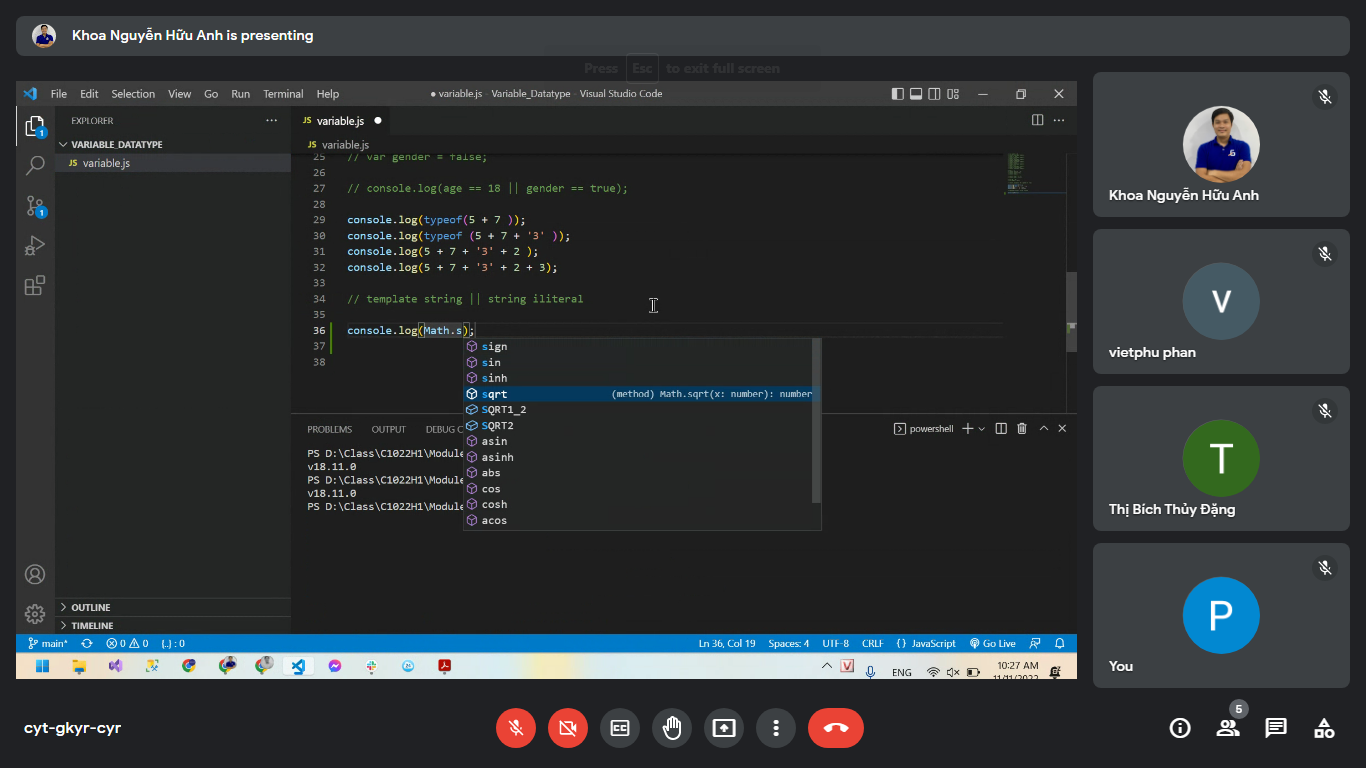 Khoa Nguyễn Hữu Anh is presenting
Press Esc to exit full screen
File Edit Selection View Go Run Terminal Help
● variable.js - Variable_Datatype - Visual Studio Code
EXPLORER
JS variable.js
VARIABLE_DATATYPE
JS variable.js
JS variable.js
25 // var gender = false;
26
27 // console.log(age == 18 || gender == true);
28
29 console.log(typeof(5 + 7 ));
30 console.log(typeof (5 + 7 + '3' ));
31 console.log(5 + 7 + '3' + 2 );
32 console.log(5 + 7 + '3' + 2 + 3);
33
34 // template string || string iliteral
35
36 console.log(Math.s);
37
38
sign
sin
sinh
sqrt (method) Math.sqrt(x: number): number
SQRT1_2
SQRT2
asin
asinh
abs
cos
cosh
acos
PROBLEMS OUTPUT DEBUG C
powershell
PS D:\Class\C1022H1\Module
v18.11.0
PS D:\Class\C1022H1\Module
v18.11.0
PS D:\Class\C1022H1\Module
OUTLINE
TIMELINE
1
1
main* 0 0 {..} : 0
Ln 36, Col 19 Spaces: 4 UTF-8 CRLF {} JavaScript Go Live
ENG
10:27 AM
11/11/2022
Khoa Nguyễn Hữu Anh
V
vietphu phan
T
Thị Bích Thủy Đặng
P
You
cyt-gkyr-cyr
5